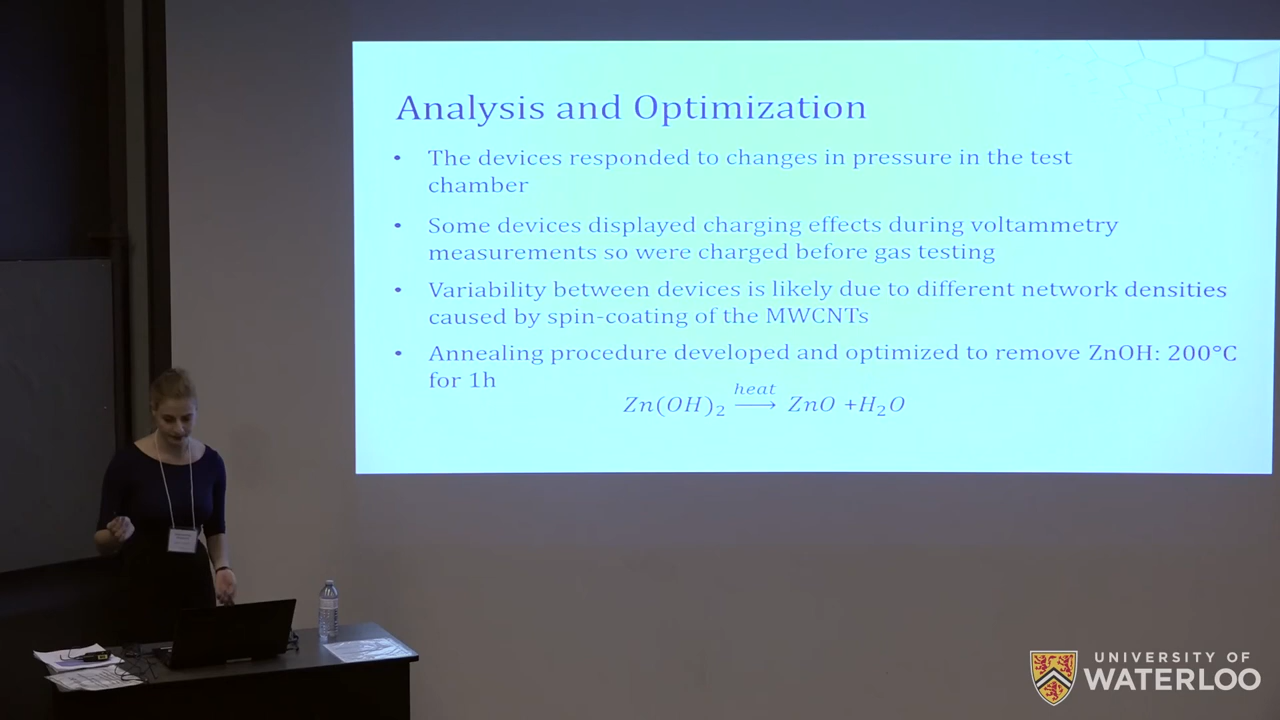 Analysis and Optimization
• The devices responded to changes in pressure in the test
chamber
• Some devices displayed charging effects during voltammetry
measurements so were charged before gas testing
• Variability between devices is likely due to different network densities
caused by spin-coating of the MWCNTs
• Annealing procedure developed and optimized to remove ZnOH: 200°C
for 1h
Zn(OH)₂ heat⟶ ZnO +H₂O
UNIVERSITY OF
WATERLOO